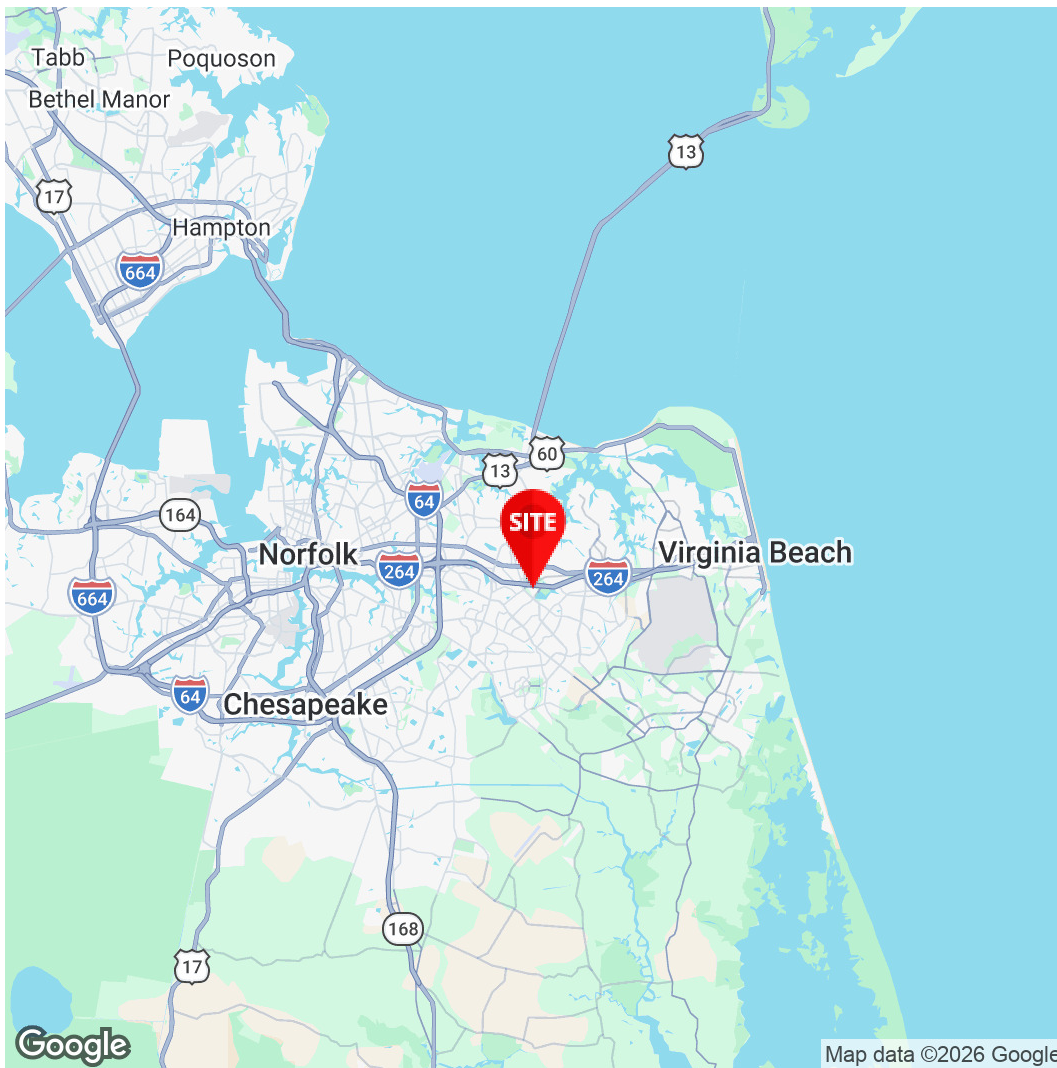 Tabb
Poquoson
Bethel Manor
13
17
Hampton
664
60
13
64
164
SITE
Norfolk
264
Virginia Beach
264
664
64
Chesapeake
168
17
Google
Map data ©2026 Google